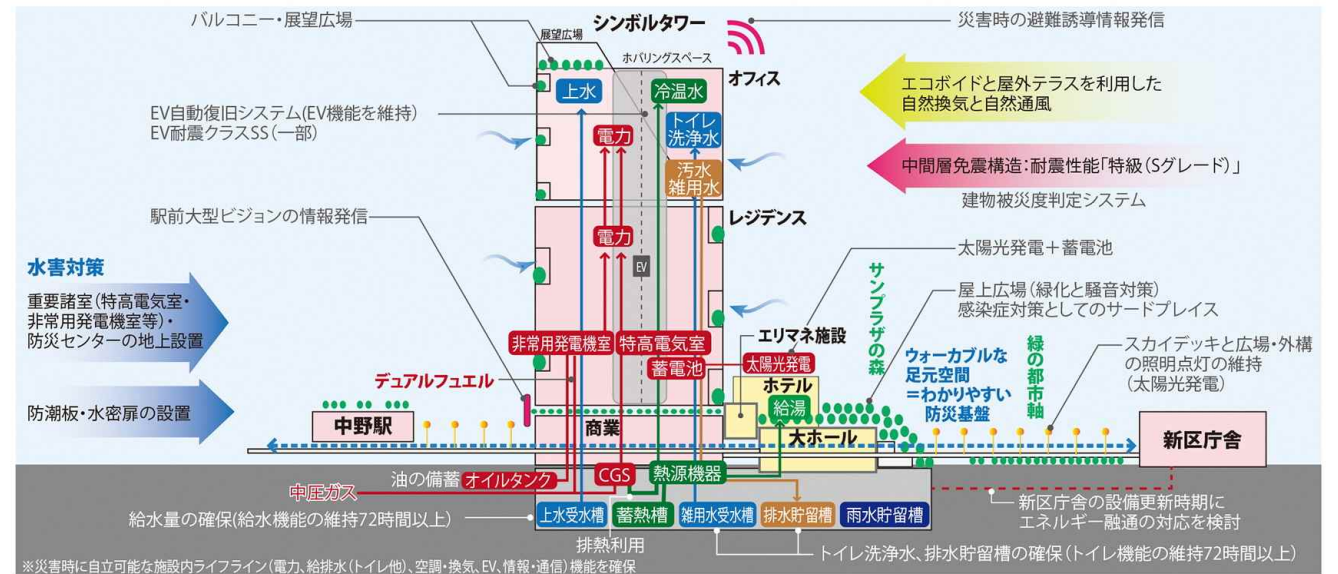 バルコニー・展望広場
シンボルタワー
災害時の避難誘導情報発信
展望広場
ホバリングスペース
オフィス
上水
冷温水
エコボイドと屋外テラスを利用した
自然換気と自然通風
EV自動復旧システム(EV機能を維持)
EV耐震クラスSS(一部)
電力
トイレ
洗浄水
汚水
雑用水
中間層免震構造:耐震性能「特級(Sグレード)」
建物被災度判定システム
駅前大型ビジョンの情報発信
レジデンス
電力
太陽光発電+蓄電池
EV
水害対策
重要諸室(特高電気室・
非常用発電機室等)・
防災センターの地上設置
サンプラザの森
屋上広場(緑化と騒音対策)
感染症対策としてのサードプレイス
非常用発電機室
特高電気室
エリマネ施設
蓄電池
太陽光発電
ウォーカブルな
足元空間
=わかりやすい
防災基盤
緑の都市軸
スカイデッキと広場・外構
の照明点灯の維持
(太陽光発電)
デュアルフュエル
ホテル
給湯
防潮板・水密扉の設置
中野駅
商業
大ホール
新区庁舎
油の備蓄
オイルタンク
CGS
熱源機器
中圧ガス
給水量の確保(給水機能の維持72時間以上)
上水受水槽
蓄熱槽
雑用水受水槽
排水貯留槽
雨水貯留槽
新区庁舎の設備更新時期に
エネルギー融通の対応を検討
排熱利用
トイレ洗浄水、排水貯留槽の確保(トイレ機能の維持72時間以上)
※災害時に自立可能な施設内ライフライン(電力、給排水(トイレ他)、空調・換気、EV、情報・通信)機能を確保